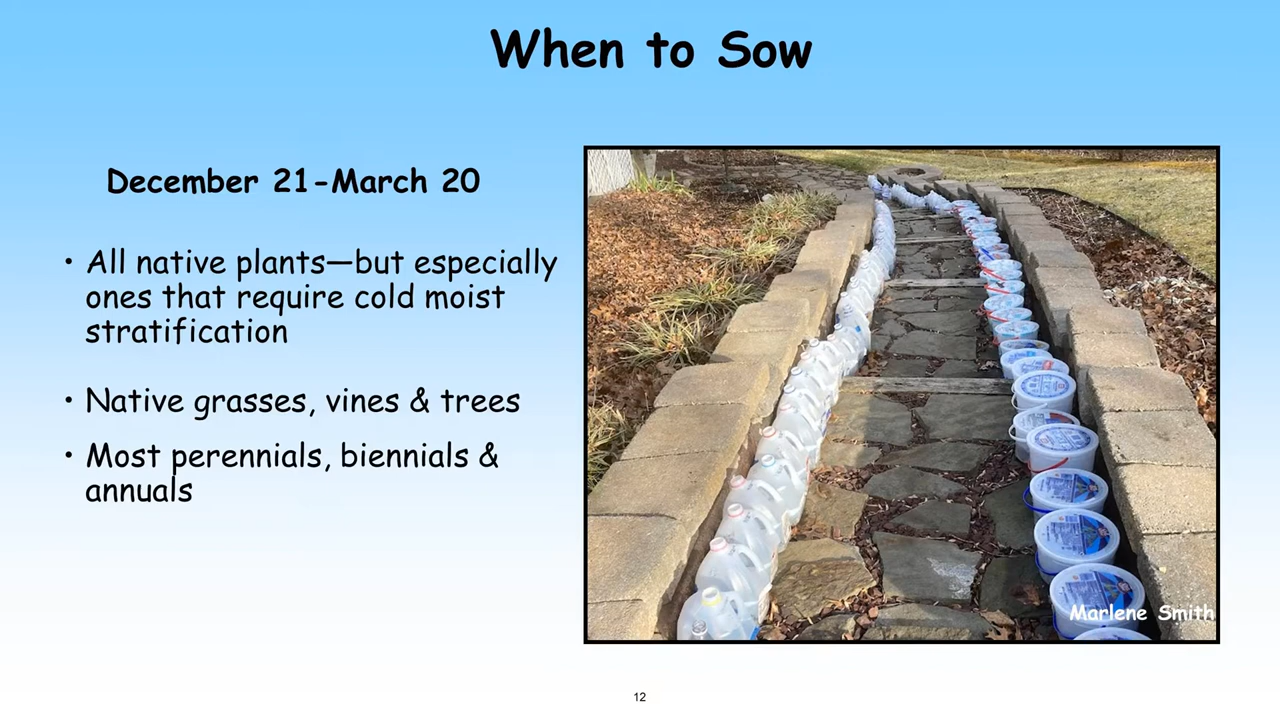 When to Sow
December 21-March 20
• All native plants—but especially
ones that require cold moist
stratification
• Native grasses, vines & trees
• Most perennials, biennials &
annuals
Marlene Smith
12